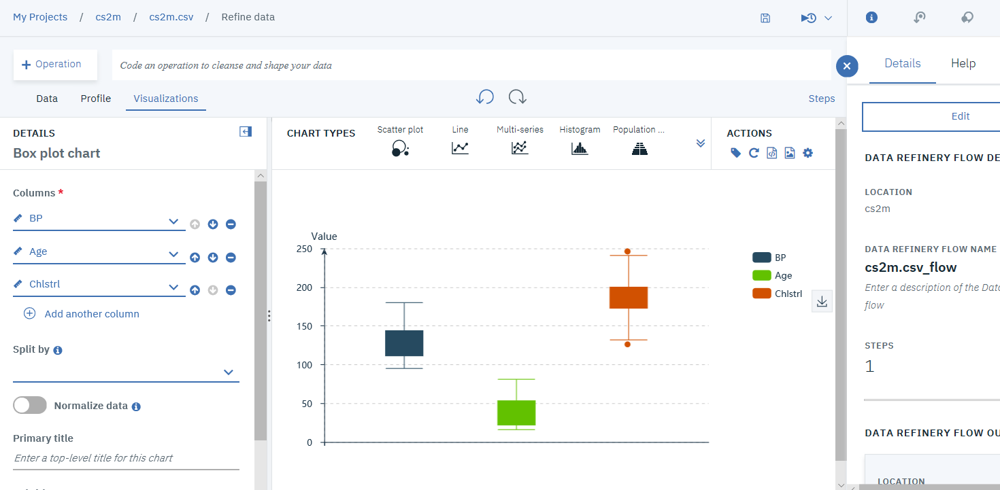 My Projects / cs2m / cs2m.csv / Refine data
+ Operation
Code an operation to cleanse and shape your data
Data Profile Visualizations
Steps
DETAILS
Box plot chart
Columns *
BP
Age
Chlstrl
Add another column
Split by
Normalize data
Primary title
Enter a top-level title for this chart
CHART TYPES
Scatter plot
Line
Multi-series
Histogram
Population ...
ACTIONS
Value
250
200
150
100
50
0
BP
Age
Chlstrl
Details Help
Edit
DATA REFINERY FLOW DE
LOCATION
cs2m
DATA REFINERY FLOW NAME
cs2m.csv_flow
Enter a description of the Data
flow
STEPS
1
DATA REFINERY FLOW OU
LOCATION